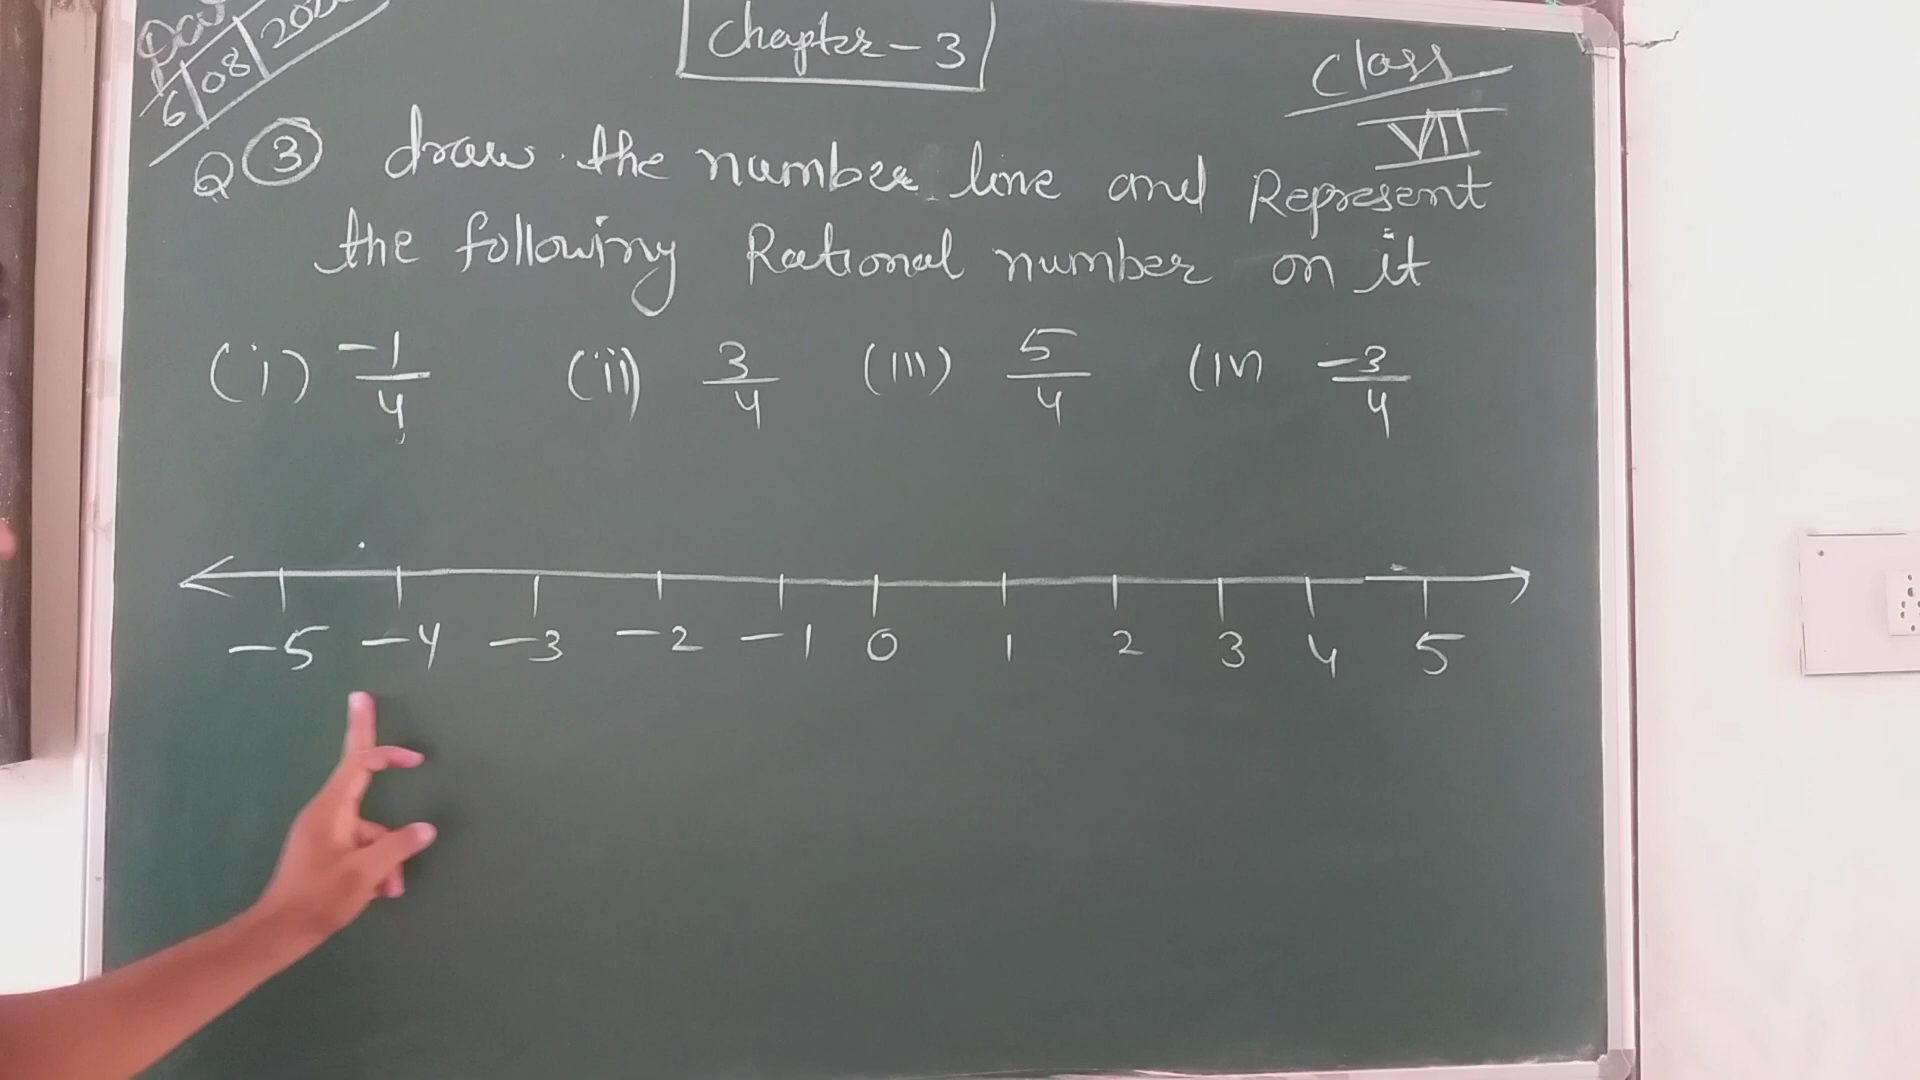 Chapter - 3
6/08/202
Class
VII
Q 3 draw the number line and Represent
the following Rational number on it
(i) -1/4 (ii) 3/4 (III) 5/4 (IV) -3/4
-5 -4 -3 -2 -1 0 1 2 3 4 5